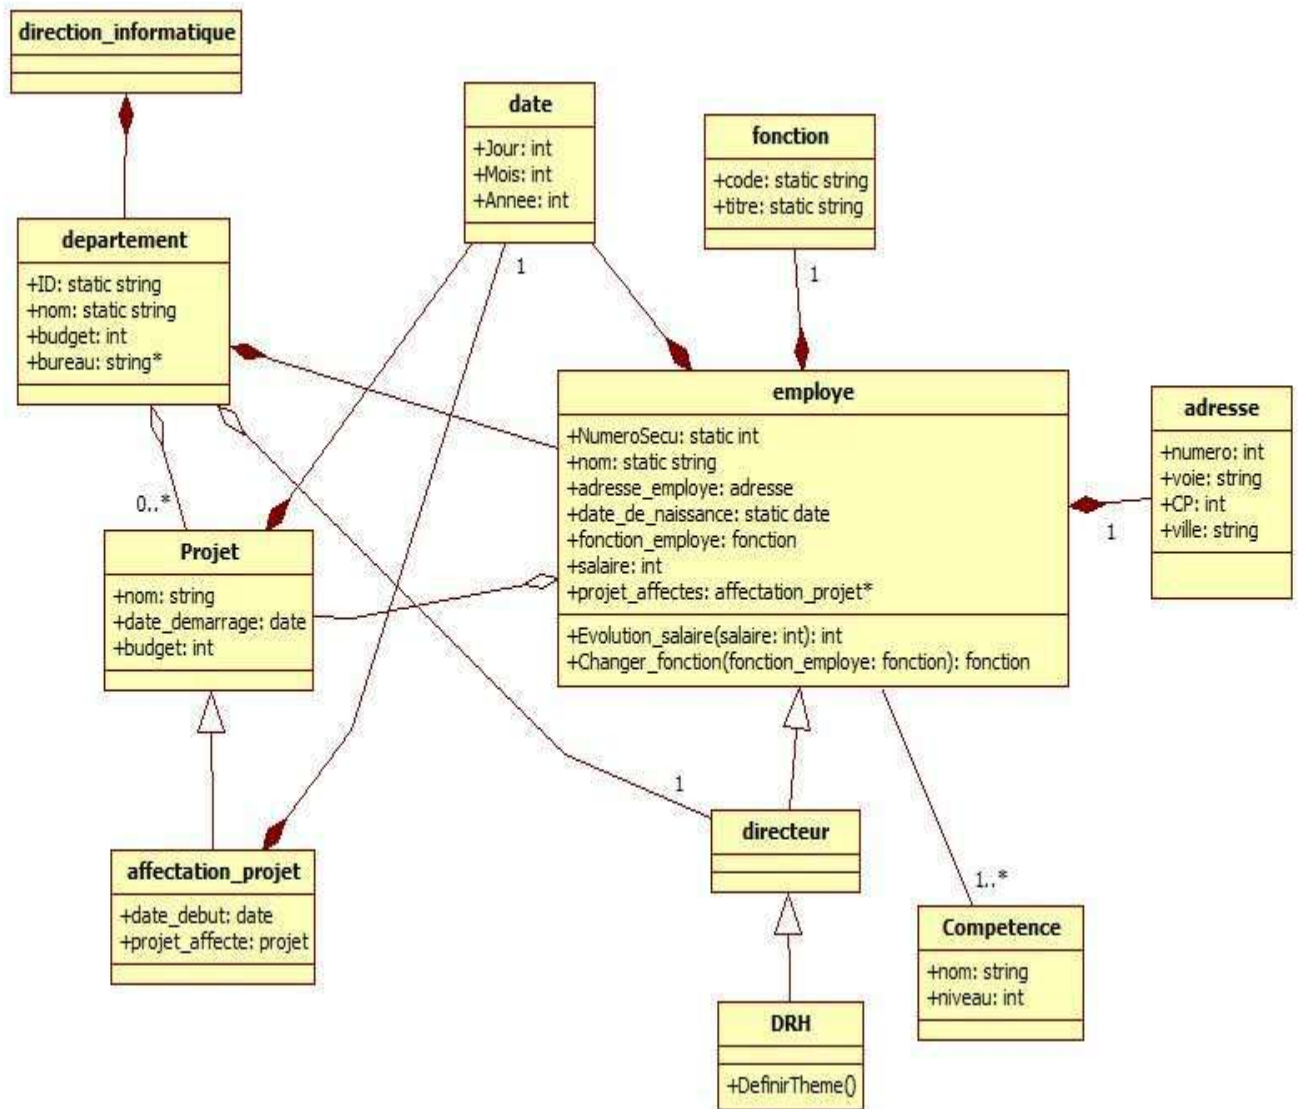 direction_informatique
date
+Jour: int
+Mois: int
+Annee: int
fonction
+code: static string
+titre: static string
departement
+ID: static string
+nom: static string
+budget: int
+bureau: string*
1
1
employe
+NumeroSecu: static int
+nom: static string
+adresse_employe: adresse
+date_de_naissance: static date
+fonction_employe: fonction
+salaire: int
+projet_affectes: affectation_projet*
+Evolution_salaire(salaire: int): int
+Changer_fonction(fonction_employe: fonction): fonction
adresse
+numero: int
+voie: string
+CP: int
+ville: string
1
0..*
Projet
+nom: string
+date_demarrage: date
+budget: int
1
directeur
affectation_projet
+date_debut: date
+projet_affecte: projet
1..*
Competence
+nom: string
+niveau: int
DRH
+DefinirTheme()